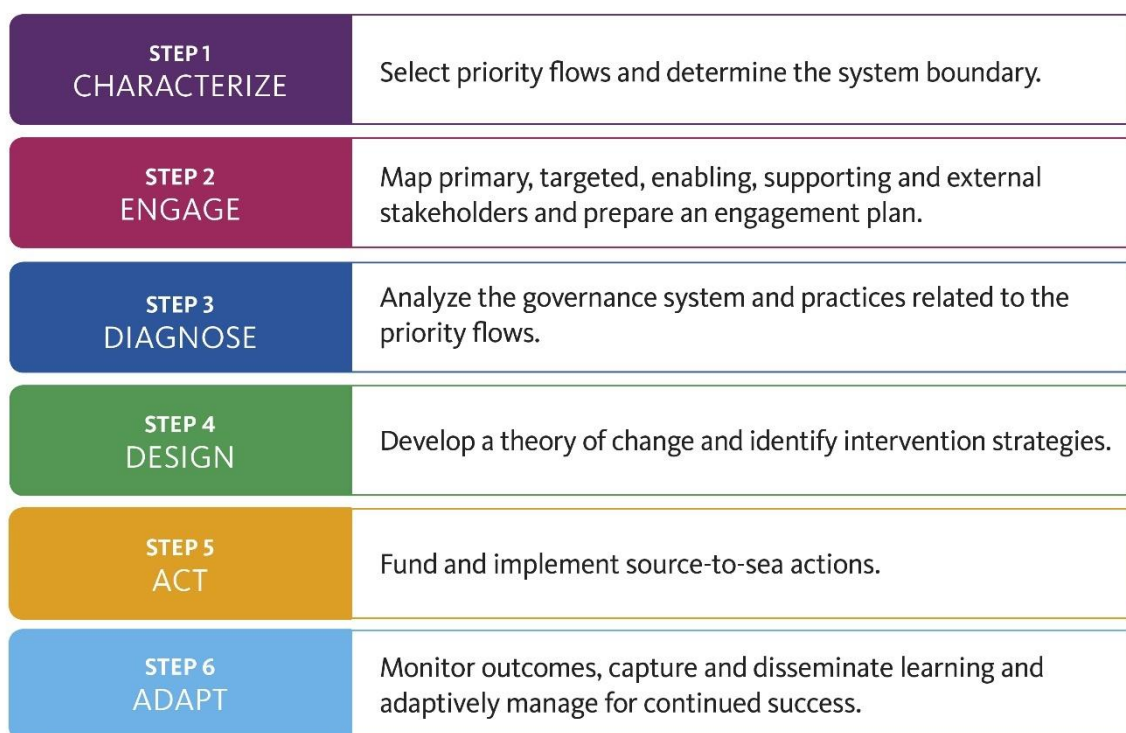 STEP 1
CHARACTERIZE
Select priority flows and determine the system boundary.
STEP 2
ENGAGE
Map primary, targeted, enabling, supporting and external
stakeholders and prepare an engagement plan.
STEP 3
DIAGNOSE
Analyze the governance system and practices related to the
priority flows.
STEP 4
DESIGN
Develop a theory of change and identify intervention strategies.
STEP 5
ACT
Fund and implement source-to-sea actions.
STEP 6
ADAPT
Monitor outcomes, capture and disseminate learning and
adaptively manage for continued success.